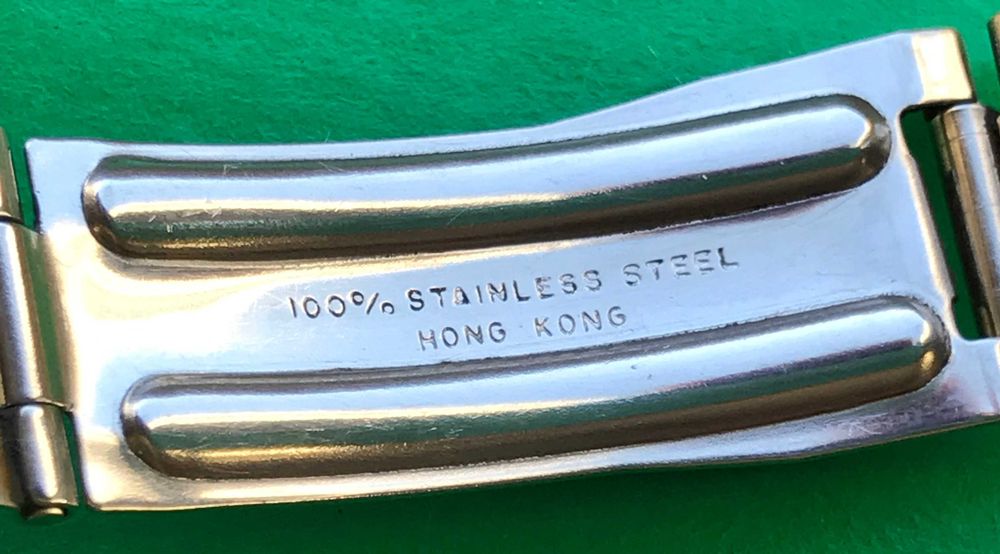 100% STAINLESS STEEL
HONG KONG